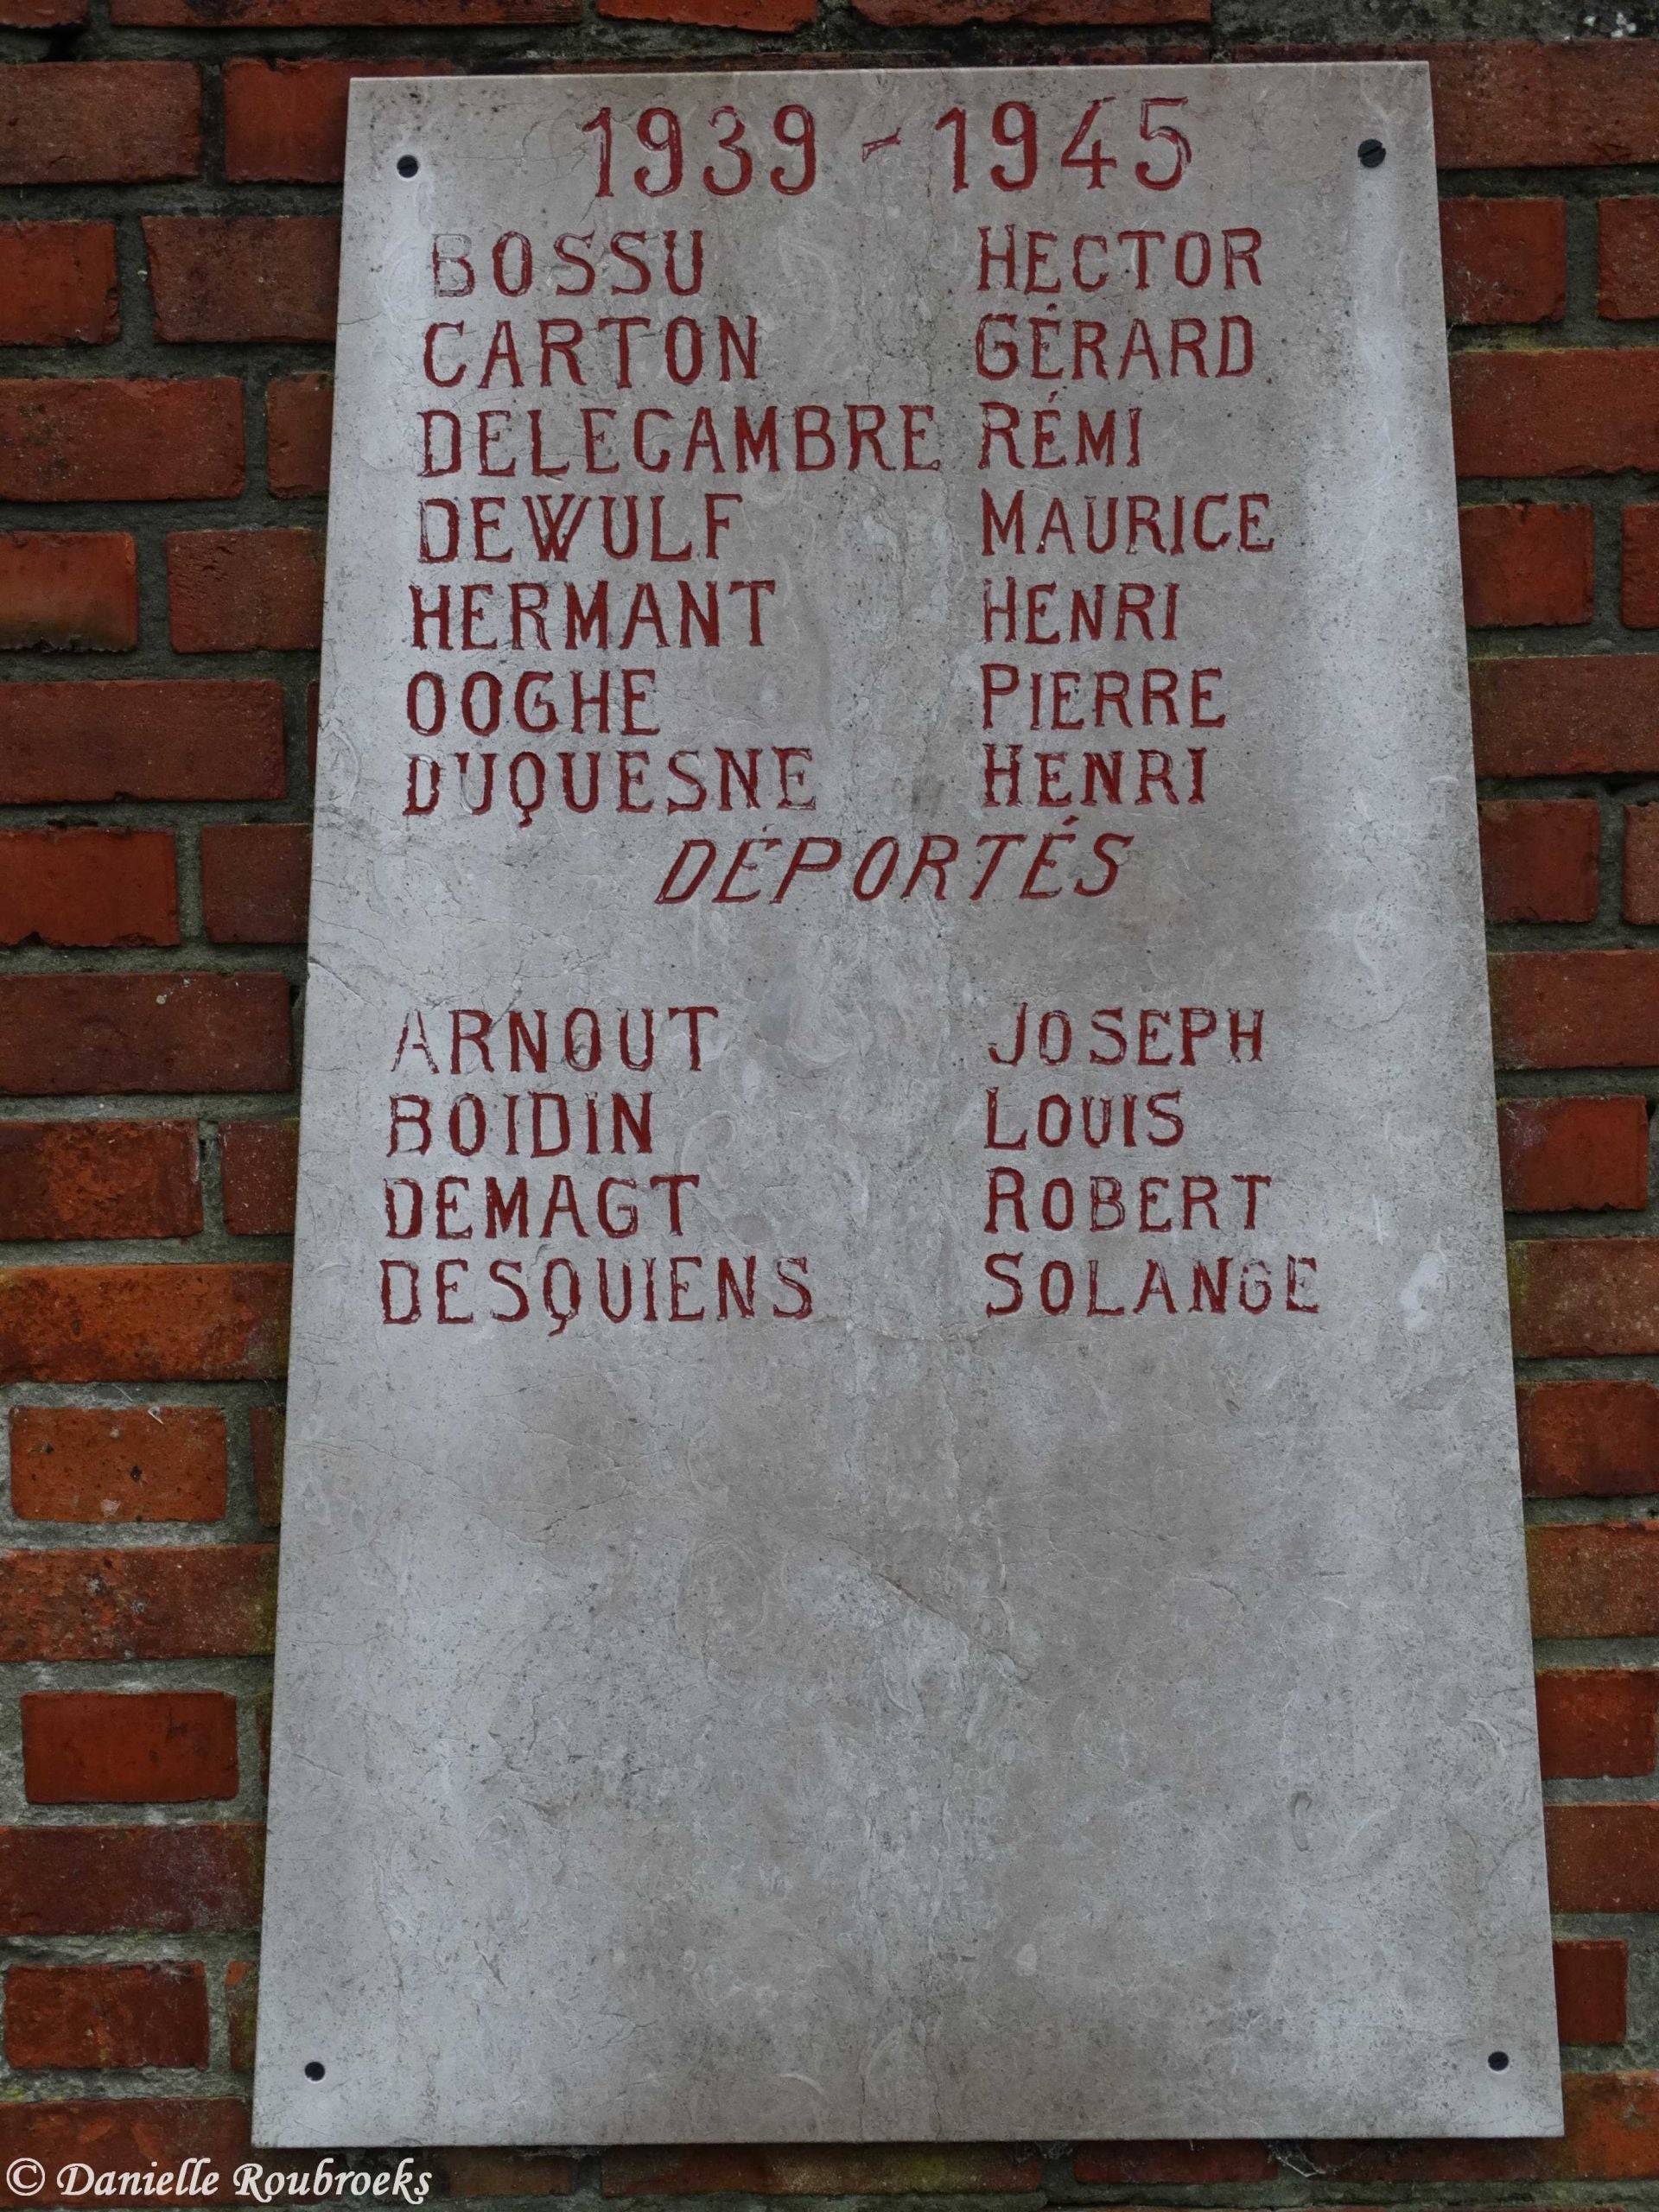 1939 - 1945
BOSSU HECTOR
CARTON GÉRARD
DELECAMBRE RÉMI
DEWULF MAURICE
HERMANT HENRI
OOGHE PIERRE
DUQUESNE HENRI
DÉPORTÉS
ARNOUT JOSEPH
BOIDIN LOUIS
DEMAGT ROBERT
DESQUIENS SOLANGE
© Danielle Roubroeks